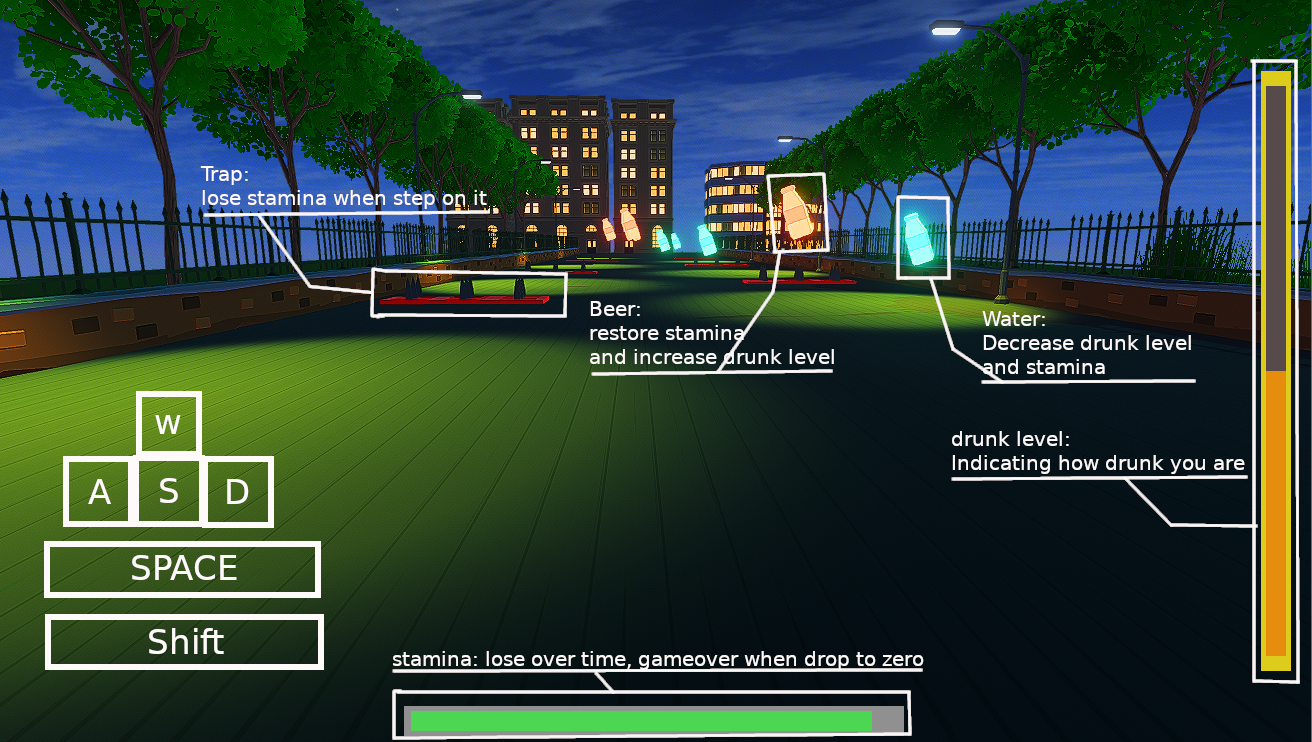 Trap:
lose stamina when step on it
Beer:
restore stamina
and increase drunk level
Water:
Decrease drunk level
and stamina
drunk level:
Indicating how drunk you are
W
A S D
SPACE
Shift
stamina: lose over time, gameover when drop to zero